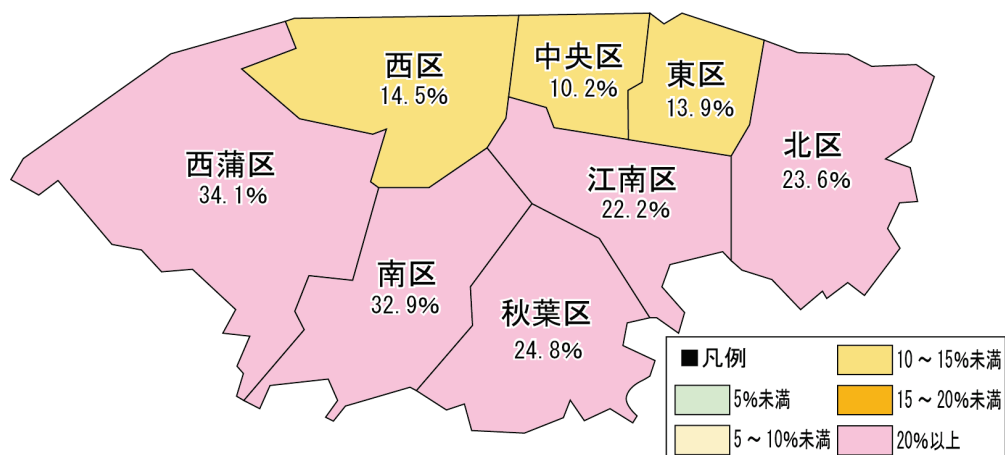 西区
14.5%
中央区
10.2%
東区
13.9%
北区
23.6%
西蒲区
34.1%
江南区
22.2%
南区
32.9%
秋葉区
24.8%
■凡例
5%未満
5～10%未満
10～15%未満
15～20%未満
20%以上